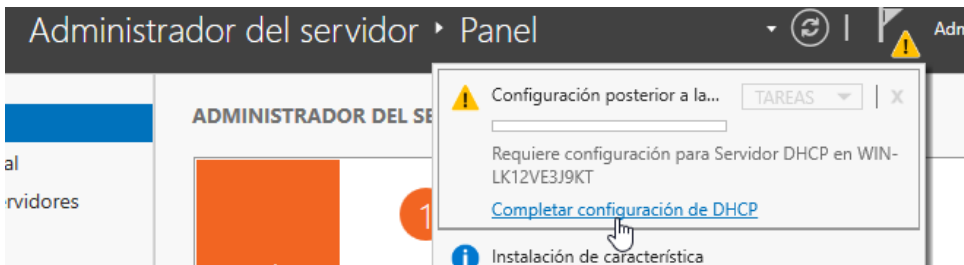 Administrador del servidor ‣ Panel
Adm
Configuración posterior a la...
TAREAS
X
ADMINISTRADOR DEL SE
Requiere configuración para Servidor DHCP en WIN-
LK12VE3J9KT
al
rvidores
1
Completar configuración de DHCP
Instalación de característica